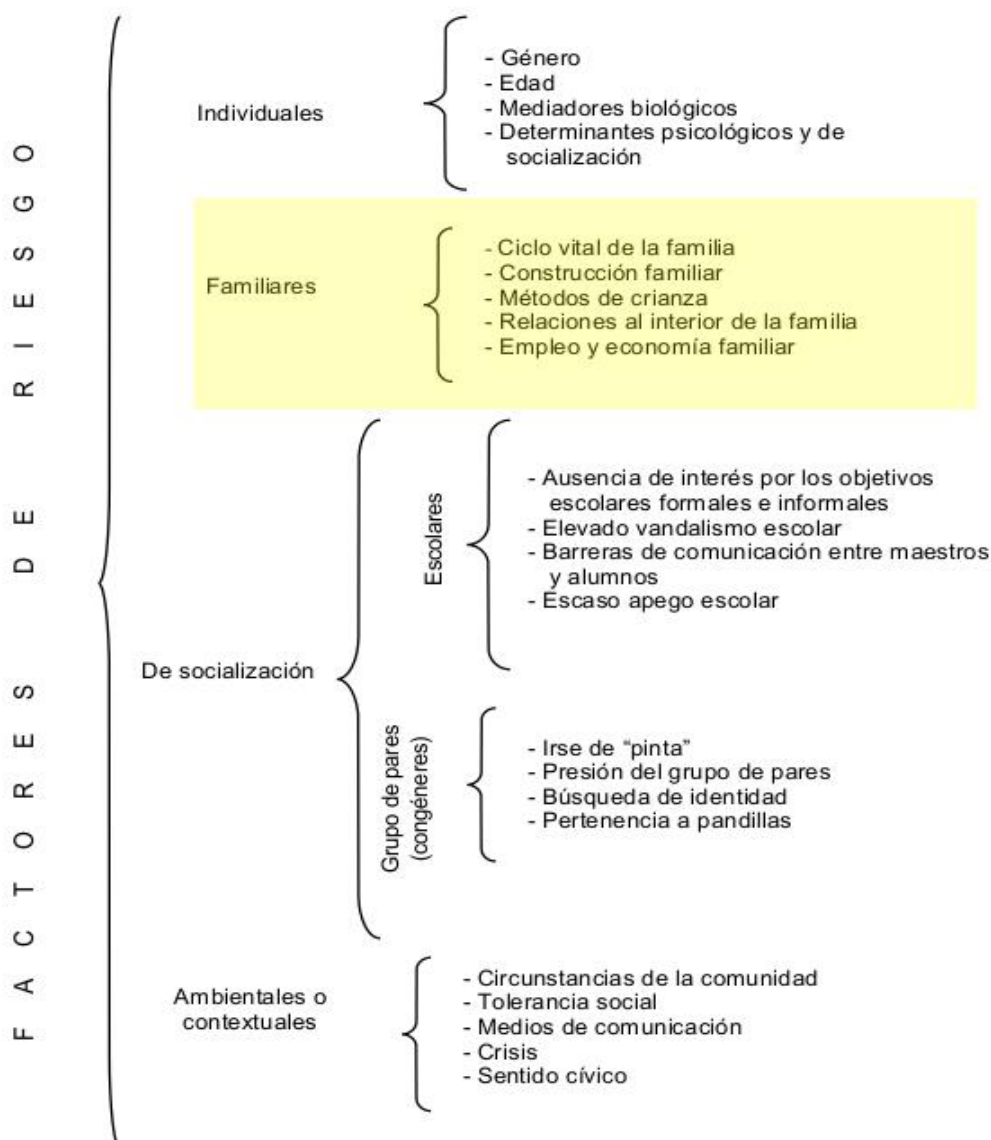 FACTORES DE RIESGO
Individuales
- Género
- Edad
- Mediadores biológicos
- Determinantes psicológicos y de
socialización
Familiares
- Ciclo vital de la familia
- Construcción familiar
- Métodos de crianza
- Relaciones al interior de la familia
- Empleo y economía familiar
De socialización
Escolares
- Ausencia de interés por los objetivos
escolares formales e informales
- Elevado vandalismo escolar
- Barreras de comunicación entre maestros
y alumnos
- Escaso apego escolar
Grupo de pares
(congéneres)
- Irse de “pinta”
- Presión del grupo de pares
- Búsqueda de identidad
- Pertenencia a pandillas
Ambientales o
contextuales
- Circunstancias de la comunidad
- Tolerancia social
- Medios de comunicación
- Crisis
- Sentido cívico